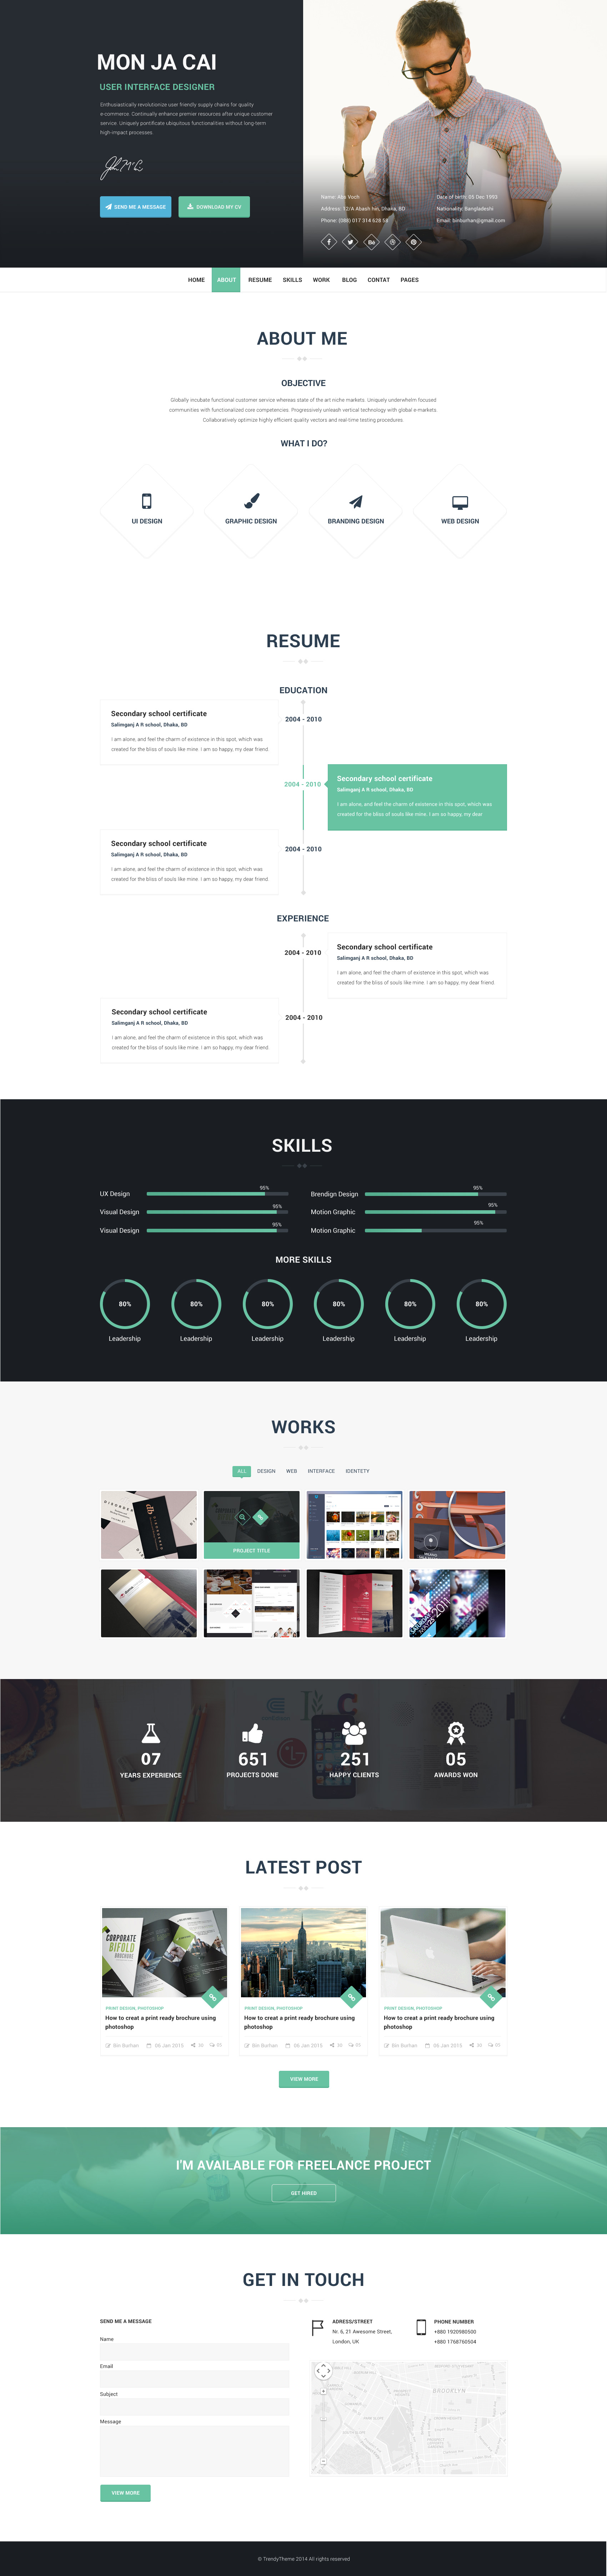 MON JA CAI
USER INTERFACE DESIGNER
Enthusiastically revolutionize user friendly supply chains for quality
e-commerce. Continually enhance premier resources after unique customer
service. Uniquely pontificate ubiquitous functionalities without long-term
high-impact processes.
SEND ME A MESSAGE
DOWNLOAD MY CV
Name: Alix Voch
Date of birth: 05 Dec 1993
Address: 12/A Abash hei, Dhaka, BD
Nationality: Bangladeshi
Phone: (088) 017 314 628 58
Email: binburhan@gmail.com
HOME ABOUT RESUME SKILLS WORK BLOG CONTAT PAGES
ABOUT ME
OBJECTIVE
Globally incubate functional customer service whereas state of the art niche markets. Uniquely underwhelm focused
communities with functionalized core competencies. Progressively unleash vertical technology with global e-markets.
Collaboratively optimize highly efficient quality vectors and real-time testing procedures.
WHAT I DO?
UI DESIGN
GRAPHIC DESIGN
BRANDING DESIGN
WEB DESIGN
RESUME
EDUCATION
Secondary school certificate
Salimganj A R school, Dhaka, BD
I am alone, and feel the charm of existence in this spot, which was
created for the bliss of souls like mine. I am so happy, my dear friend.
2004 - 2010
2004 - 2010
Secondary school certificate
Salimganj A R school, Dhaka, BD
I am alone, and feel the charm of existence in this spot, which was
created for the bliss of souls like mine. I am so happy, my dear
Secondary school certificate
Salimganj A R school, Dhaka, BD
I am alone, and feel the charm of existence in this spot, which was
created for the bliss of souls like mine. I am so happy, my dear friend.
2004 - 2010
EXPERIENCE
2004 - 2010
Secondary school certificate
Salimganj A R school, Dhaka, BD
I am alone, and feel the charm of existence in this spot, which was
created for the bliss of souls like mine. I am so happy, my dear friend.
Secondary school certificate
Salimganj A R school, Dhaka, BD
I am alone, and feel the charm of existence in this spot, which was
created for the bliss of souls like mine. I am so happy, my dear friend.
2004 - 2010
SKILLS
UX Design 95%
Brendign Design 95%
Visual Design 95%
Motion Graphic 95%
Visual Design 95%
Motion Graphic 95%
MORE SKILLS
80% 80% 80% 80% 80% 80%
Leadership Leadership Leadership Leadership Leadership Leadership
WORKS
ALL DESIGN WEB INTERFACE IDENTETY
PROJECT TITLE
07 651 251 05
YEARS EXPERIENCE PROJECTS DONE HAPPY CLIENTS AWARDS WON
LATEST POST
CORPORATE
BIFOLD
BROCHURE
PRINT DESIGN, PHOTOSHOP
How to creat a print ready brochure using
photoshop
Bin Burhan 06 Jan 2015 30 05
PRINT DESIGN, PHOTOSHOP
How to creat a print ready brochure using
photoshop
Bin Burhan 06 Jan 2015 30 05
PRINT DESIGN, PHOTOSHOP
How to creat a print ready brochure using
photoshop
Bin Burhan 06 Jan 2015 30 05
VIEW MORE
I'M AVAILABLE FOR FREELANCE PROJECT
GET HIRED
GET IN TOUCH
SEND ME A MESSAGE
Name
Email
Subject
Message
VIEW MORE
ADRESS/STREET
Nr. 6, 21 Awesome Street,
London, UK
PHONE NUMBER
+880 1920980500
+880 1768760504
BROOKLYN
© TrendyTheme 2014 All rights reserved